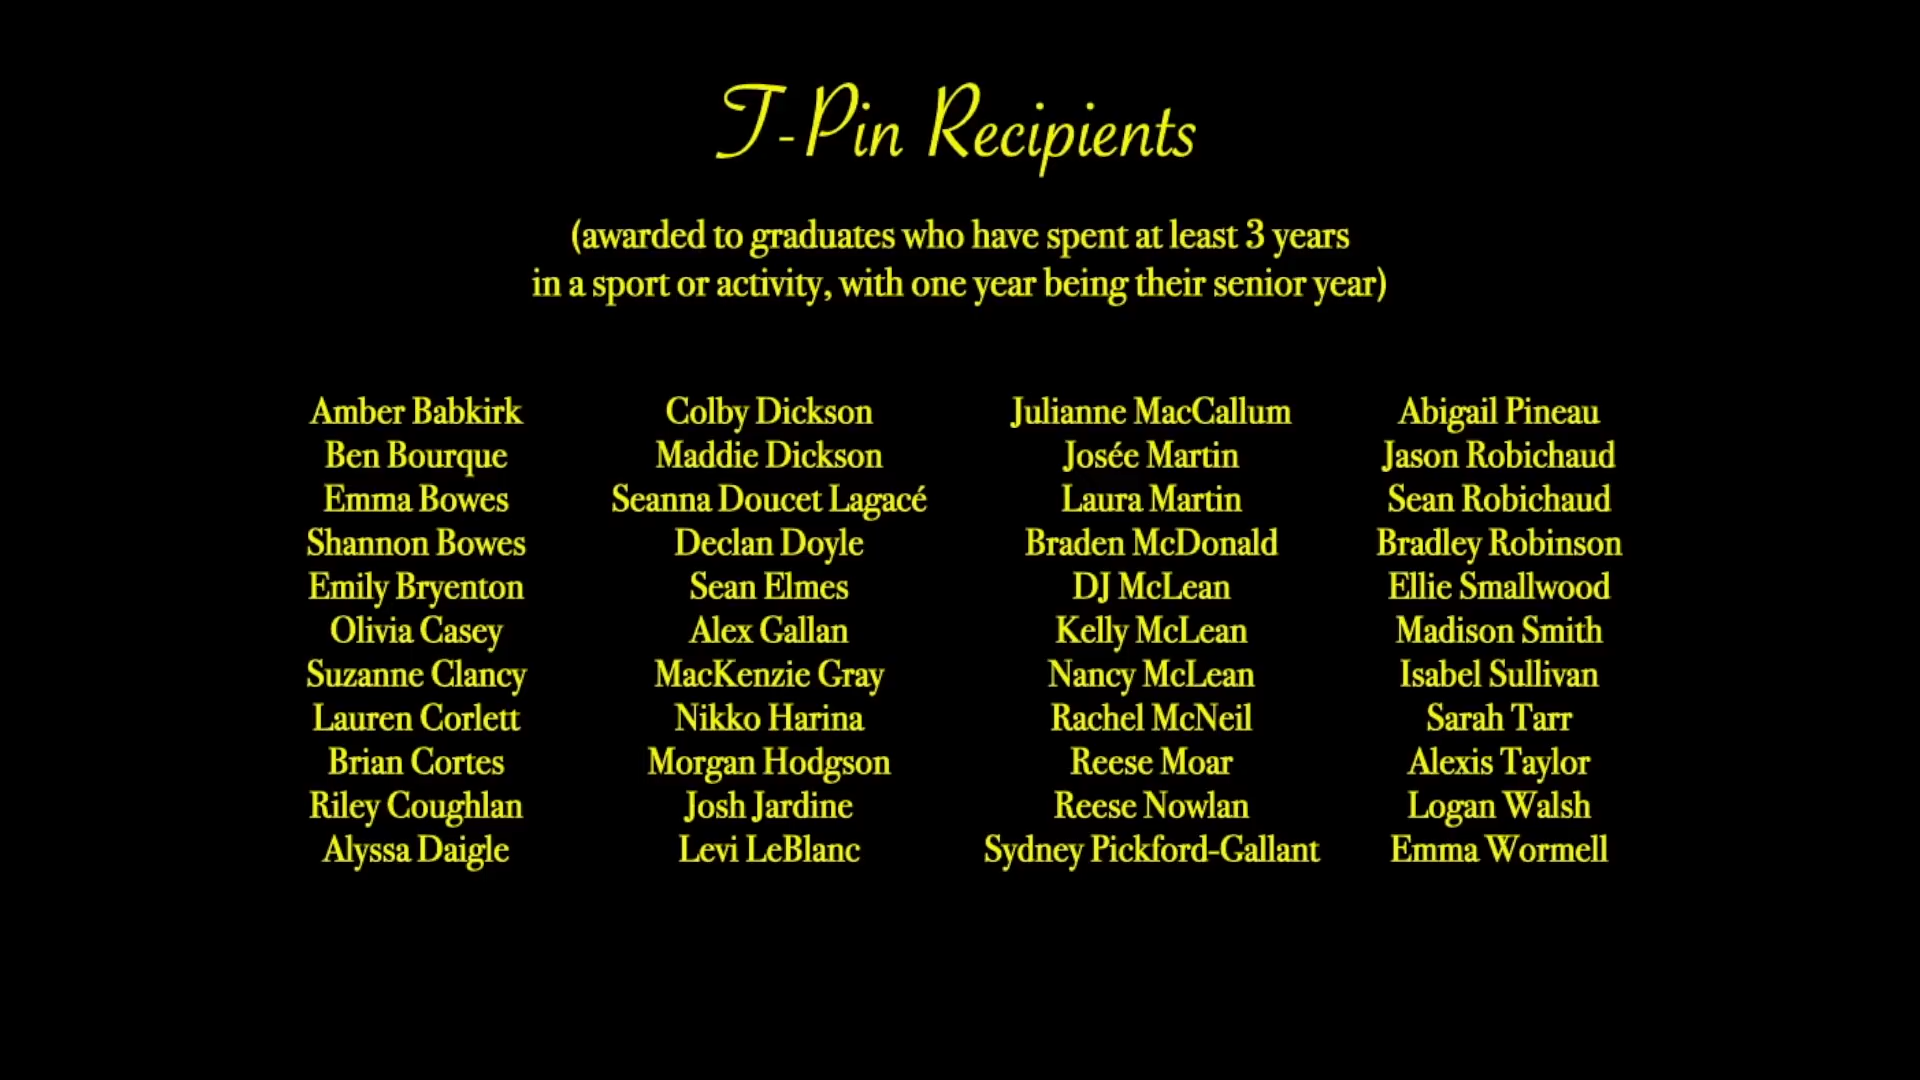 T-Pin Recipients
(awarded to graduates who have spent at least 3 years
in a sport or activity, with one year being their senior year)
Amber Babkirk
Ben Bourque
Emma Bowes
Shannon Bowes
Emily Bryenton
Olivia Casey
Suzanne Clancy
Lauren Corlett
Brian Cortes
Riley Coughlan
Alyssa Daigle
Colby Dickson
Maddie Dickson
Seanna Doucet Lagacé
Declan Doyle
Sean Elmes
Alex Gallan
MacKenzie Gray
Nikko Harina
Morgan Hodgson
Josh Jardine
Levi LeBlanc
Julianne MacCallum
Josée Martin
Laura Martin
Braden McDonald
DJ McLean
Kelly McLean
Nancy McLean
Rachel McNeil
Reese Moar
Reese Nowlan
Sydney Pickford-Gallant
Abigail Pineau
Jason Robichaud
Sean Robichaud
Bradley Robinson
Ellie Smallwood
Madison Smith
Isabel Sullivan
Sarah Tarr
Alexis Taylor
Logan Walsh
Emma Wormell